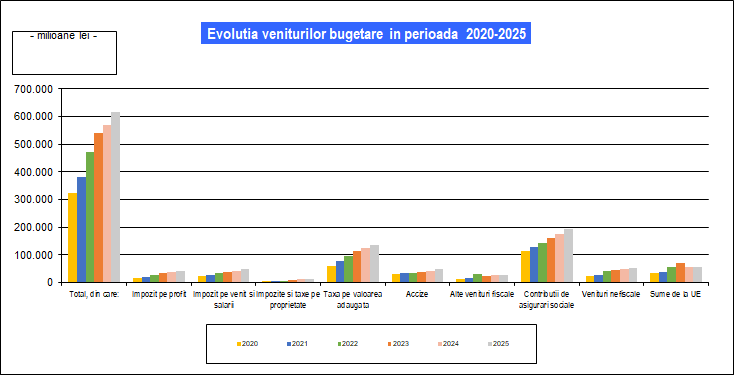 Evolutia veniturilor bugetare in perioada 2020-2025
- milioane lei -
700.000
600.000
500.000
400.000
300.000
200.000
100.000
0
Total, din care:
Impozit pe profit
Impozit pe venit si
salarii
Impozite si taxe pe
proprietate
Taxa pe valoarea
adaugata
Accize
Alte venituri fiscale
Contributii de
asigurari sociale
Venituri nefiscale
Sume de la UE
2020
2021
2022
2023
2024
2025